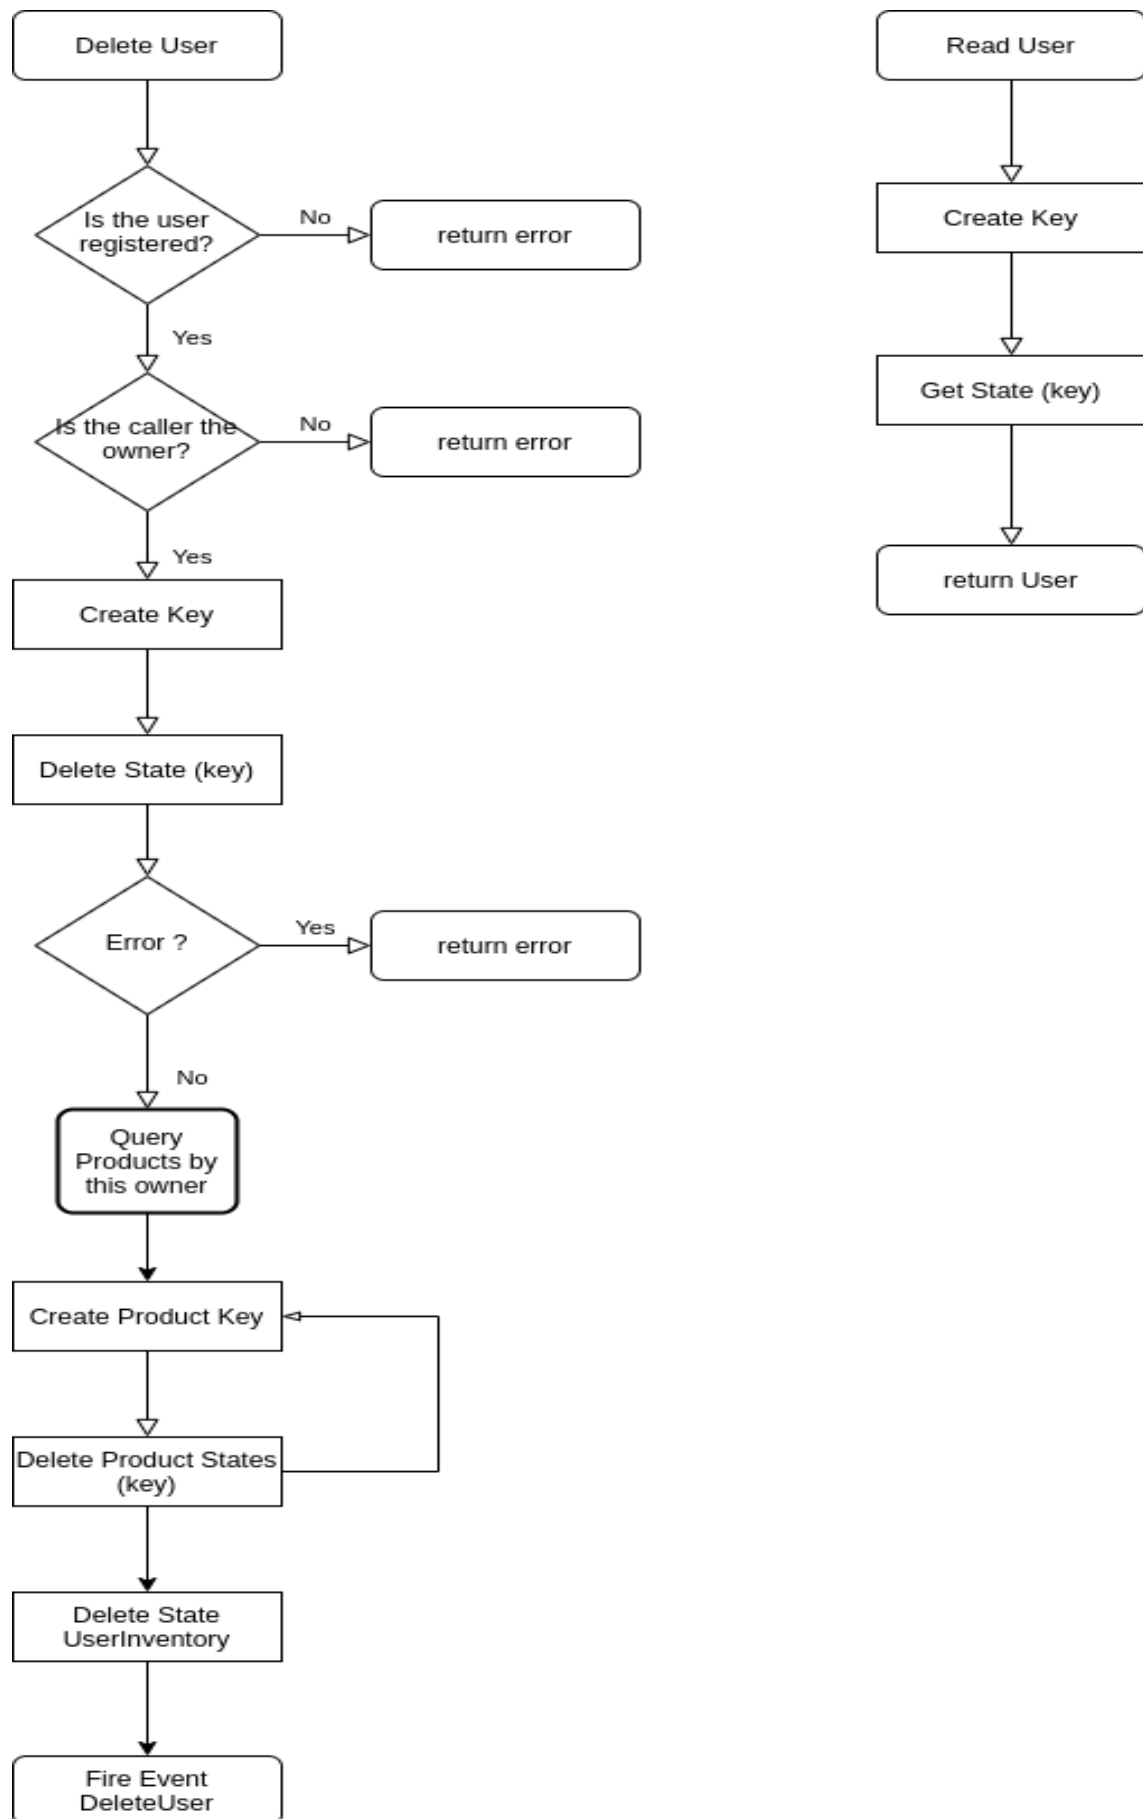 Delete User
Is the user
registered?
No
return error
Yes
Is the caller the
owner?
No
return error
Yes
Create Key
Delete State (key)
Error ?
Yes
return error
No
Query
Products by
this owner
Create Product Key
Delete Product States
(key)
Delete State
UserInventory
Fire Event
DeleteUser
Read User
Create Key
Get State (key)
return User